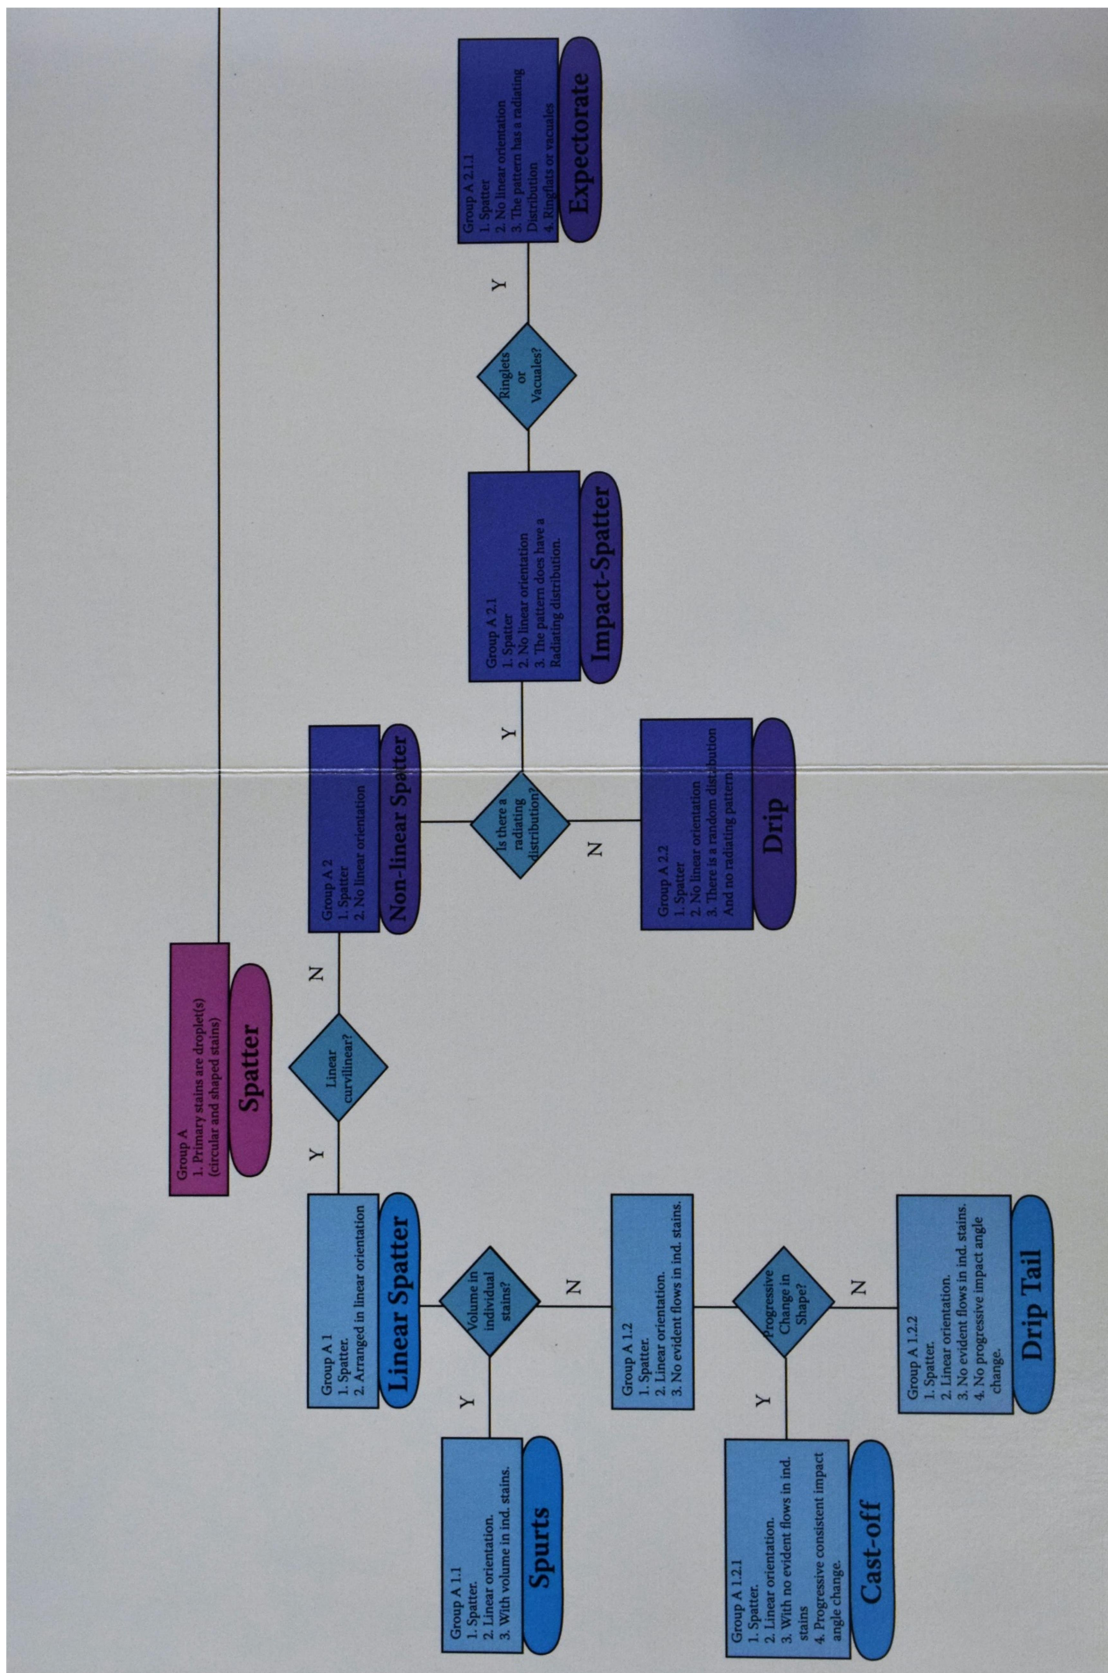 Group A
1. Primary stains are droplet(s)
(circular and shaped stains)
Spatter
Linear
curvilinear?
Y
N
Group A 1
1. Spatter.
2. Arranged in linear orientation
Linear Spatter
Group A 2
1. Spatter
2. No linear orientation
Non-linear Spatter
Volume in
individual
stains?
Y
N
Group A 1.1
1. Spatter.
2. Linear orientation.
3. With volume in ind. stains.
Spurts
Group A 1.2
1. Spatter.
2. Linear orientation.
3. No evident flows in ind. stains.
Progressive
Change in
Shape?
Y
N
Group A 1.2.1
1. Spatter.
2. Linear orientation.
3. With no evident flows in ind.
stains
4. Progressive consistent impact
angle change.
Cast-off
Group A 1.2.2
1. Spatter.
2. Linear orientation.
3. No evident flows in ind. stains.
4. No progressive impact angle
change.
Drip Tail
Is there a
radiating
distribution?
Y
N
Group A 2.1
1. Spatter
2. No linear orientation
3. The pattern does have a
Radiating distribution.
Impact-Spatter
Group A 2.2
1. Spatter
2. No linear orientation
3. There is a random distribution
And no radiating pattern.
Drip
Ringlets
or
Vacuales?
Y
Group A 2.1.1
1. Spatter
2. No linear orientation
3. The pattern has a radiating
Distribution
4. Ringflats or vacuales
Expectorate